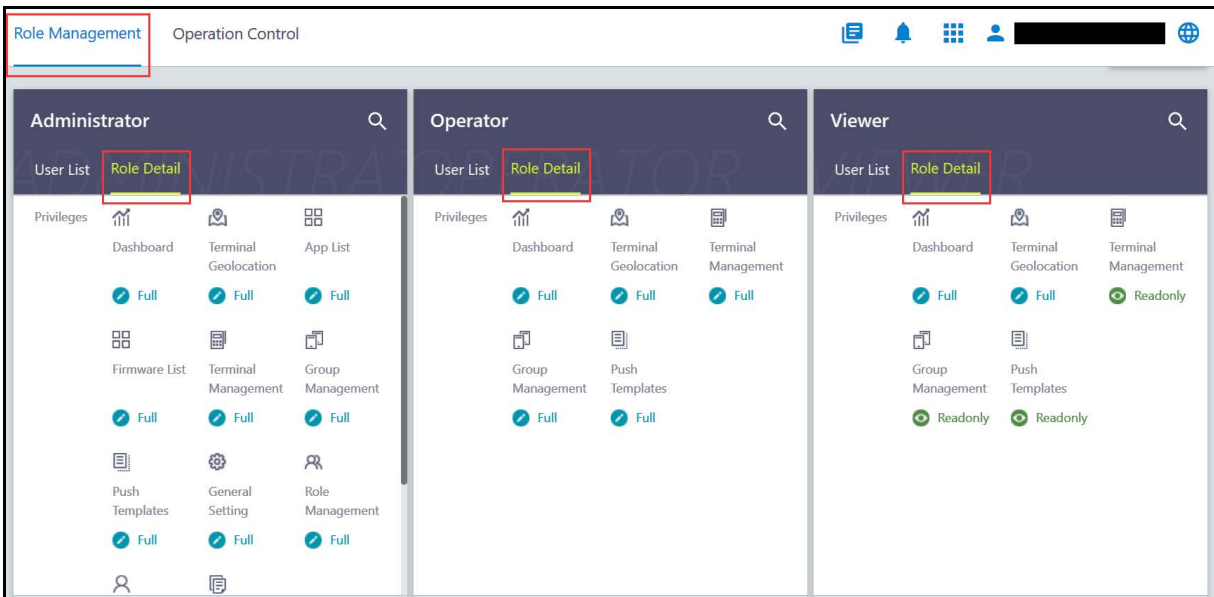 Role Management Operation Control
Administrator
User List Role Detail
ADMINISTRAT
Privileges
Dashboard Terminal Geolocation App List
Full Full Full
Firmware List Terminal Management Group Management
Full Full Full
Push Templates General Setting Role Management
Full Full Full
Operator
User List Role Detail
OPERATOR
Privileges
Dashboard Terminal Geolocation Terminal Management
Full Full Full
Group Management Push Templates
Full Full
Viewer
User List Role Detail
VIEWER
Privileges
Dashboard Terminal Geolocation Terminal Management
Full Full Readonly
Group Management Push Templates
Readonly Readonly